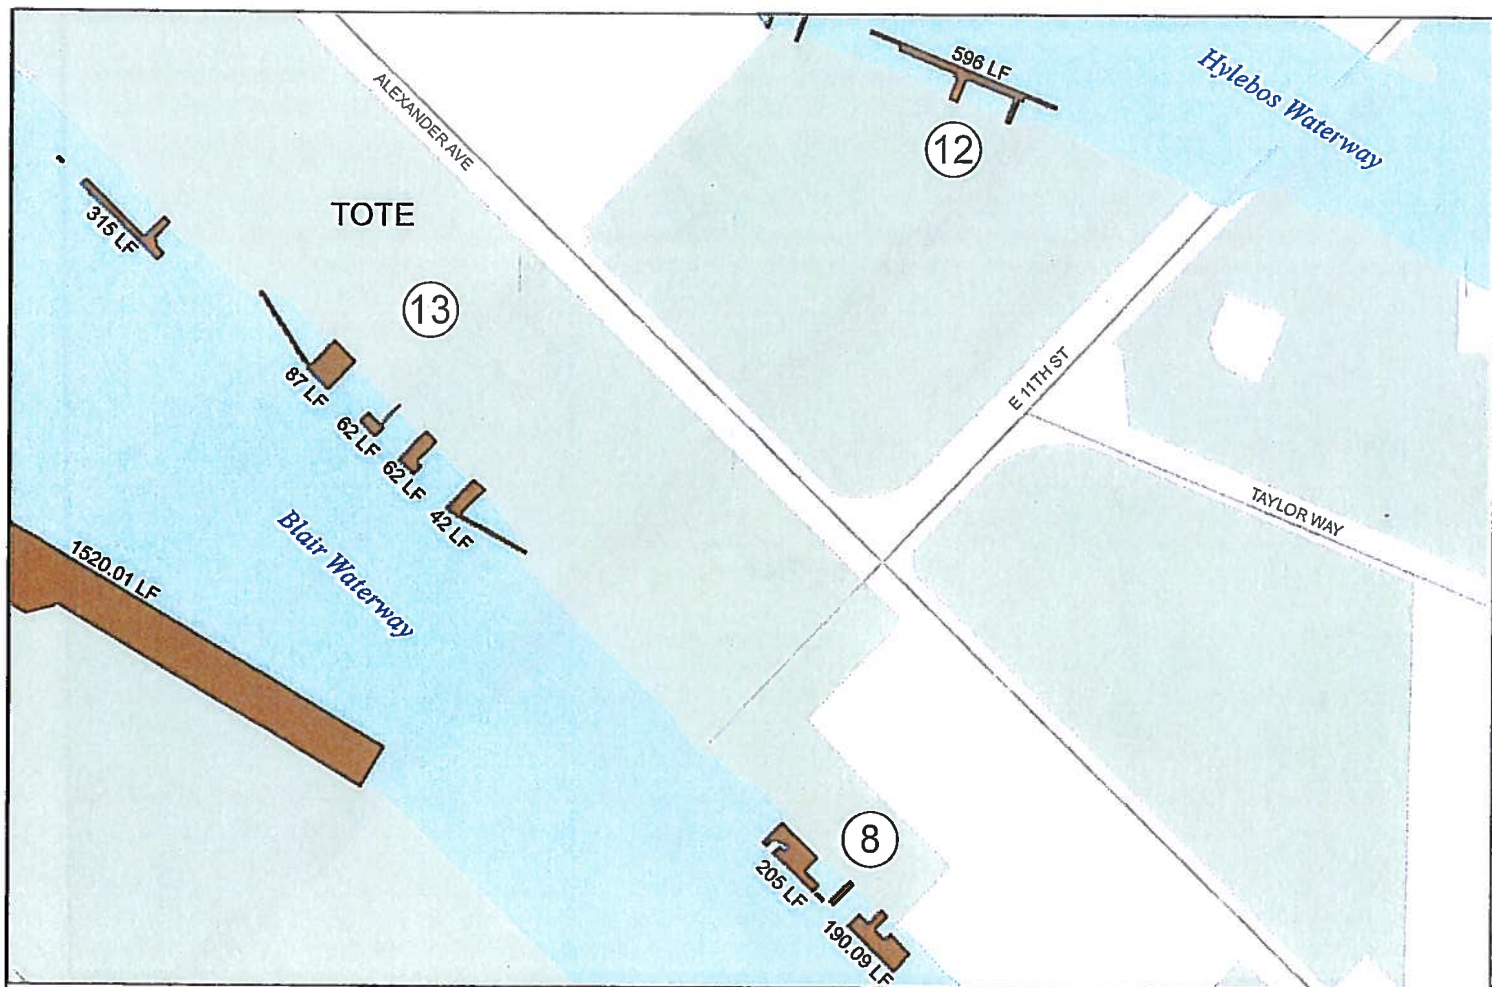 596 LF
Hylebos Waterway
ALEXANDER AVE
12
315 LF
TOTE
13
87 LF
62 LF
62 LF
42 LF
E 11TH ST
TAYLOR WAY
1520.01 LF
Blair Waterway
8
205 LF
190.09 LF